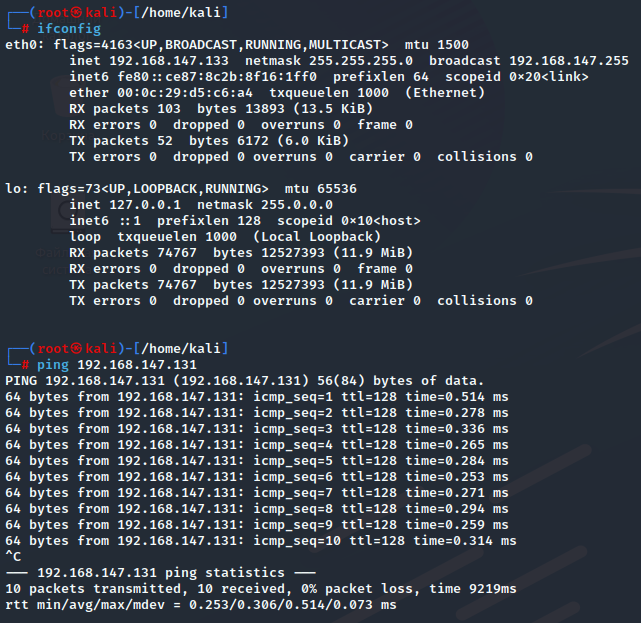 ┌──(root㉿kali)-[/home/kali]
└─# ifconfig
eth0: flags=4163<UP,BROADCAST,RUNNING,MULTICAST>  mtu 1500
        inet 192.168.147.133  netmask 255.255.255.0  broadcast 192.168.147.255
        inet6 fe80::ce87:8c2b:8f16:1ff0  prefixlen 64  scopeid 0×20<link>
        ether 00:0c:29:d5:c6:a4  txqueuelen 1000  (Ethernet)
        RX packets 103  bytes 13893 (13.5 KiB)
        RX errors 0  dropped 0  overruns 0  frame 0
        TX packets 52  bytes 6172 (6.0 KiB)
        TX errors 0  dropped 0 overruns 0  carrier 0  collisions 0

lo: flags=73<UP,LOOPBACK,RUNNING>  mtu 65536
        inet 127.0.0.1  netmask 255.0.0.0
        inet6 ::1  prefixlen 128  scopeid 0×10<host>
        loop  txqueuelen 1000  (Local Loopback)
        RX packets 74767  bytes 12527393 (11.9 MiB)
        RX errors 0  dropped 0  overruns 0  frame 0
        TX packets 74767  bytes 12527393 (11.9 MiB)
        TX errors 0  dropped 0 overruns 0  carrier 0  collisions 0

┌──(root㉿kali)-[/home/kali]
└─# ping 192.168.147.131
PING 192.168.147.131 (192.168.147.131) 56(84) bytes of data.
64 bytes from 192.168.147.131: icmp_seq=1 ttl=128 time=0.514 ms
64 bytes from 192.168.147.131: icmp_seq=2 ttl=128 time=0.278 ms
64 bytes from 192.168.147.131: icmp_seq=3 ttl=128 time=0.336 ms
64 bytes from 192.168.147.131: icmp_seq=4 ttl=128 time=0.265 ms
64 bytes from 192.168.147.131: icmp_seq=5 ttl=128 time=0.284 ms
64 bytes from 192.168.147.131: icmp_seq=6 ttl=128 time=0.253 ms
64 bytes from 192.168.147.131: icmp_seq=7 ttl=128 time=0.271 ms
64 bytes from 192.168.147.131: icmp_seq=8 ttl=128 time=0.294 ms
64 bytes from 192.168.147.131: icmp_seq=9 ttl=128 time=0.259 ms
64 bytes from 192.168.147.131: icmp_seq=10 ttl=128 time=0.314 ms
^C
--- 192.168.147.131 ping statistics ---
10 packets transmitted, 10 received, 0% packet loss, time 9219ms
rtt min/avg/max/mdev = 0.253/0.306/0.514/0.073 ms